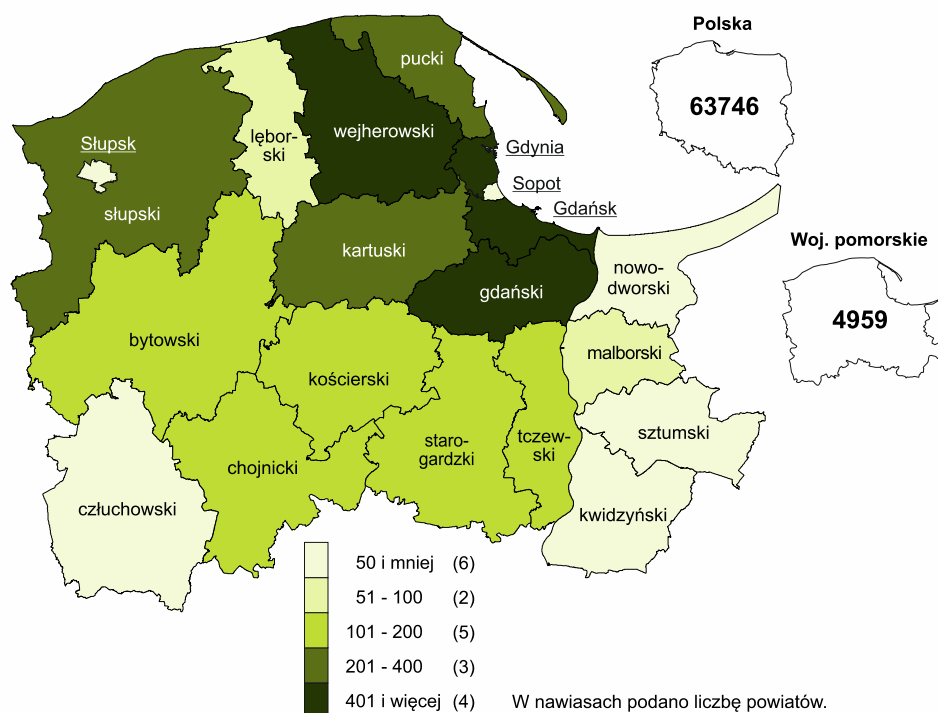 Polska
63746
pucki
wejherowski
lębor-
ski
Gdynia
Słupsk
Sopot
słupski
Gdańsk
Woj. pomorskie
4959
kartuski
nowo-
dworski
gdański
bytowski
malborski
kościerski
sztumski
staro-
gardzki
tczew-
ski
chojnicki
człuchowski
kwidzyński
50 i mniej (6)
51 - 100 (2)
101 - 200 (5)
201 - 400 (3)
401 i więcej (4)
W nawiasach podano liczbę powiatów.